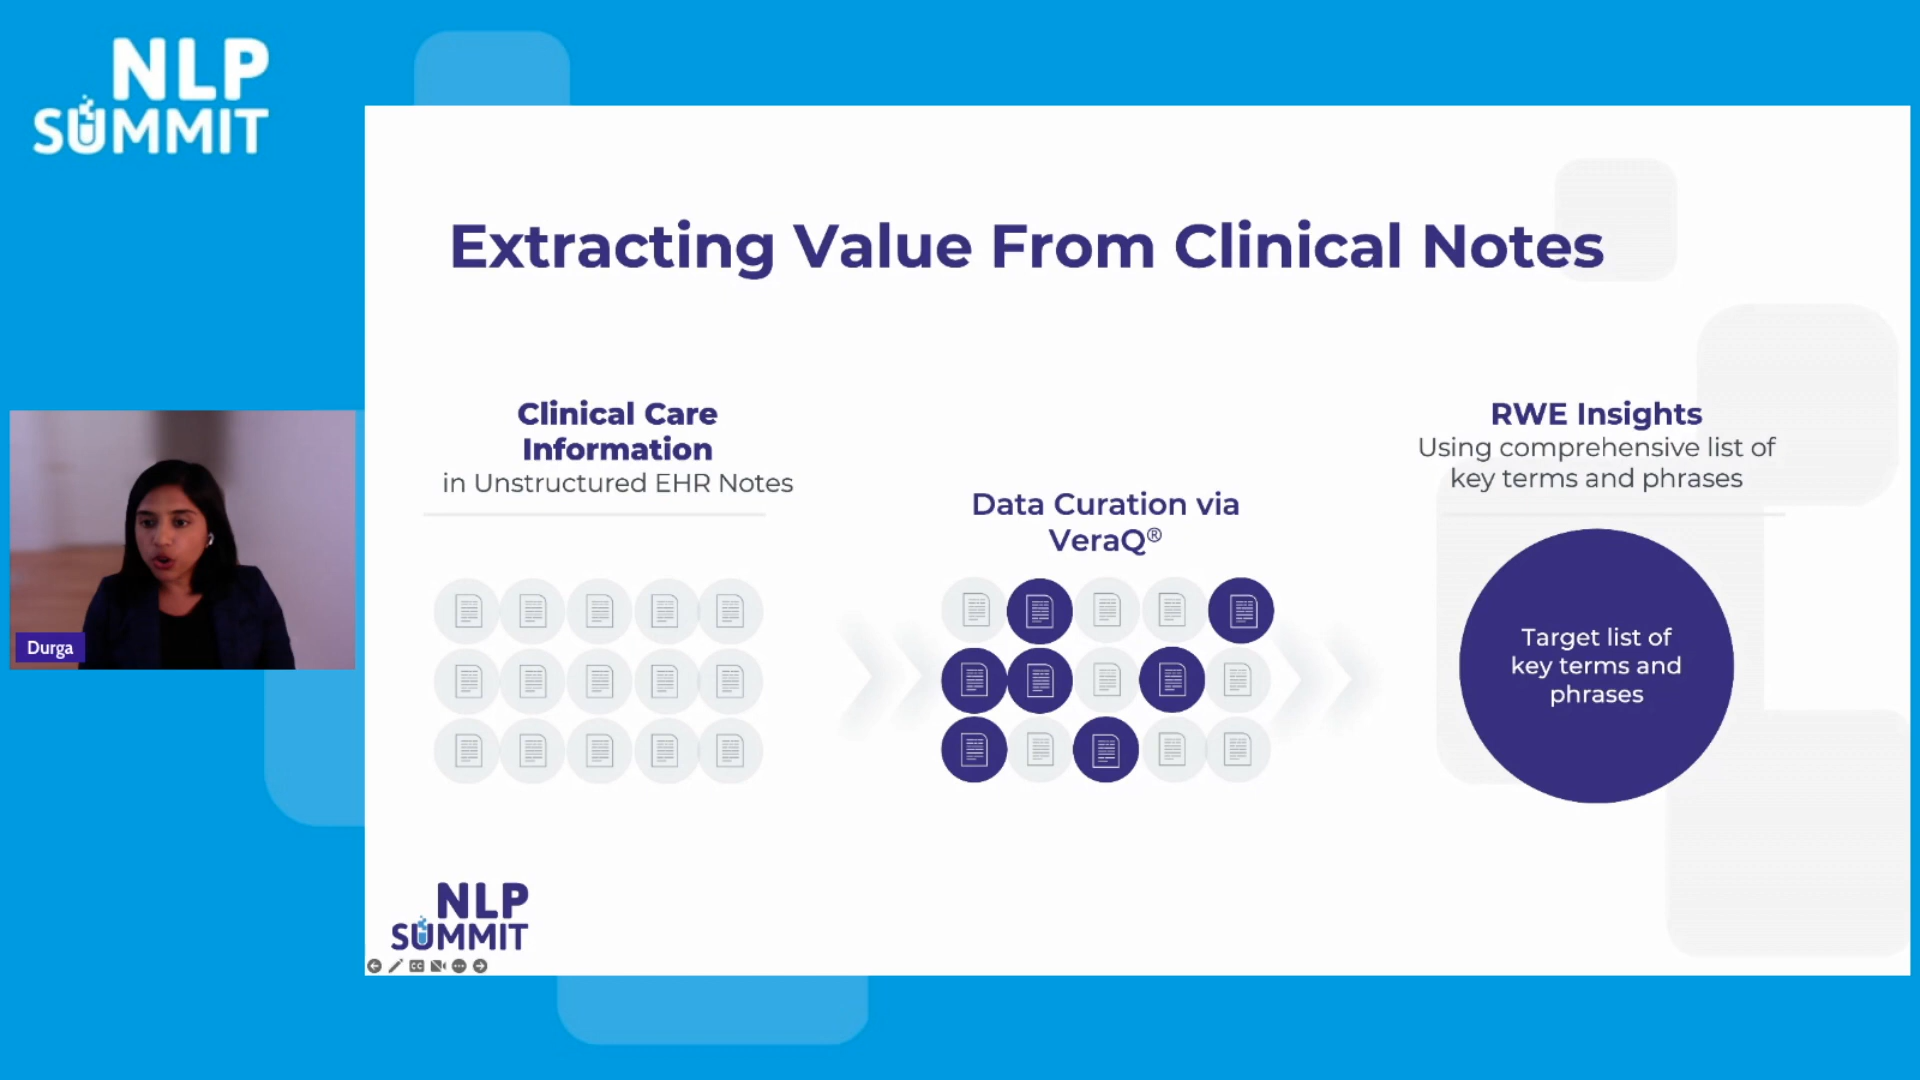 NLP
SUMMIT
Extracting Value From Clinical Notes
Clinical Care
Information
in Unstructured EHR Notes
Data Curation via
VeraQ®
RWE Insights
Using comprehensive list of
key terms and phrases
Target list of
key terms and
phrases
Durga
NLP
SUMMIT
CC